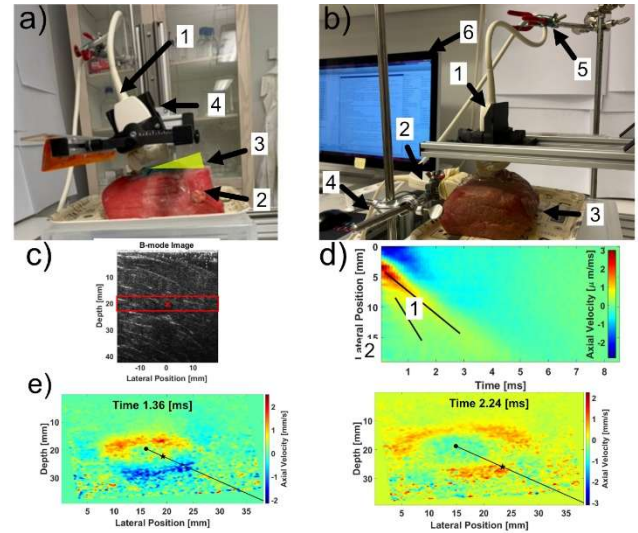 a)
1
4
3
2
b)
6
1
5
2
4
3
c)
B-mode Image
Depth [mm]
10
20
30
40
-10 0 10
Lateral Position [mm]
d)
Lateral Position [mm]
0
5
10
1
2
1 2 3 4 5 6 7 8
Time [ms]
3
2
1
0
-1
-2
Axial Velocity [μ m/ms]
e)
Time 1.36 [ms]
Depth [mm]
10
20
30
5 10 15 20 25 30 35
Lateral Position [mm]
2
1
0
-1
-2
Axial Velocity [mm/s]
Time 2.24 [ms]
Depth [mm]
10
20
30
5 10 15 20 25 30 35
Lateral Position [mm]
2
1
0
-1
-2
-3
Axial Velocity [mm/s]